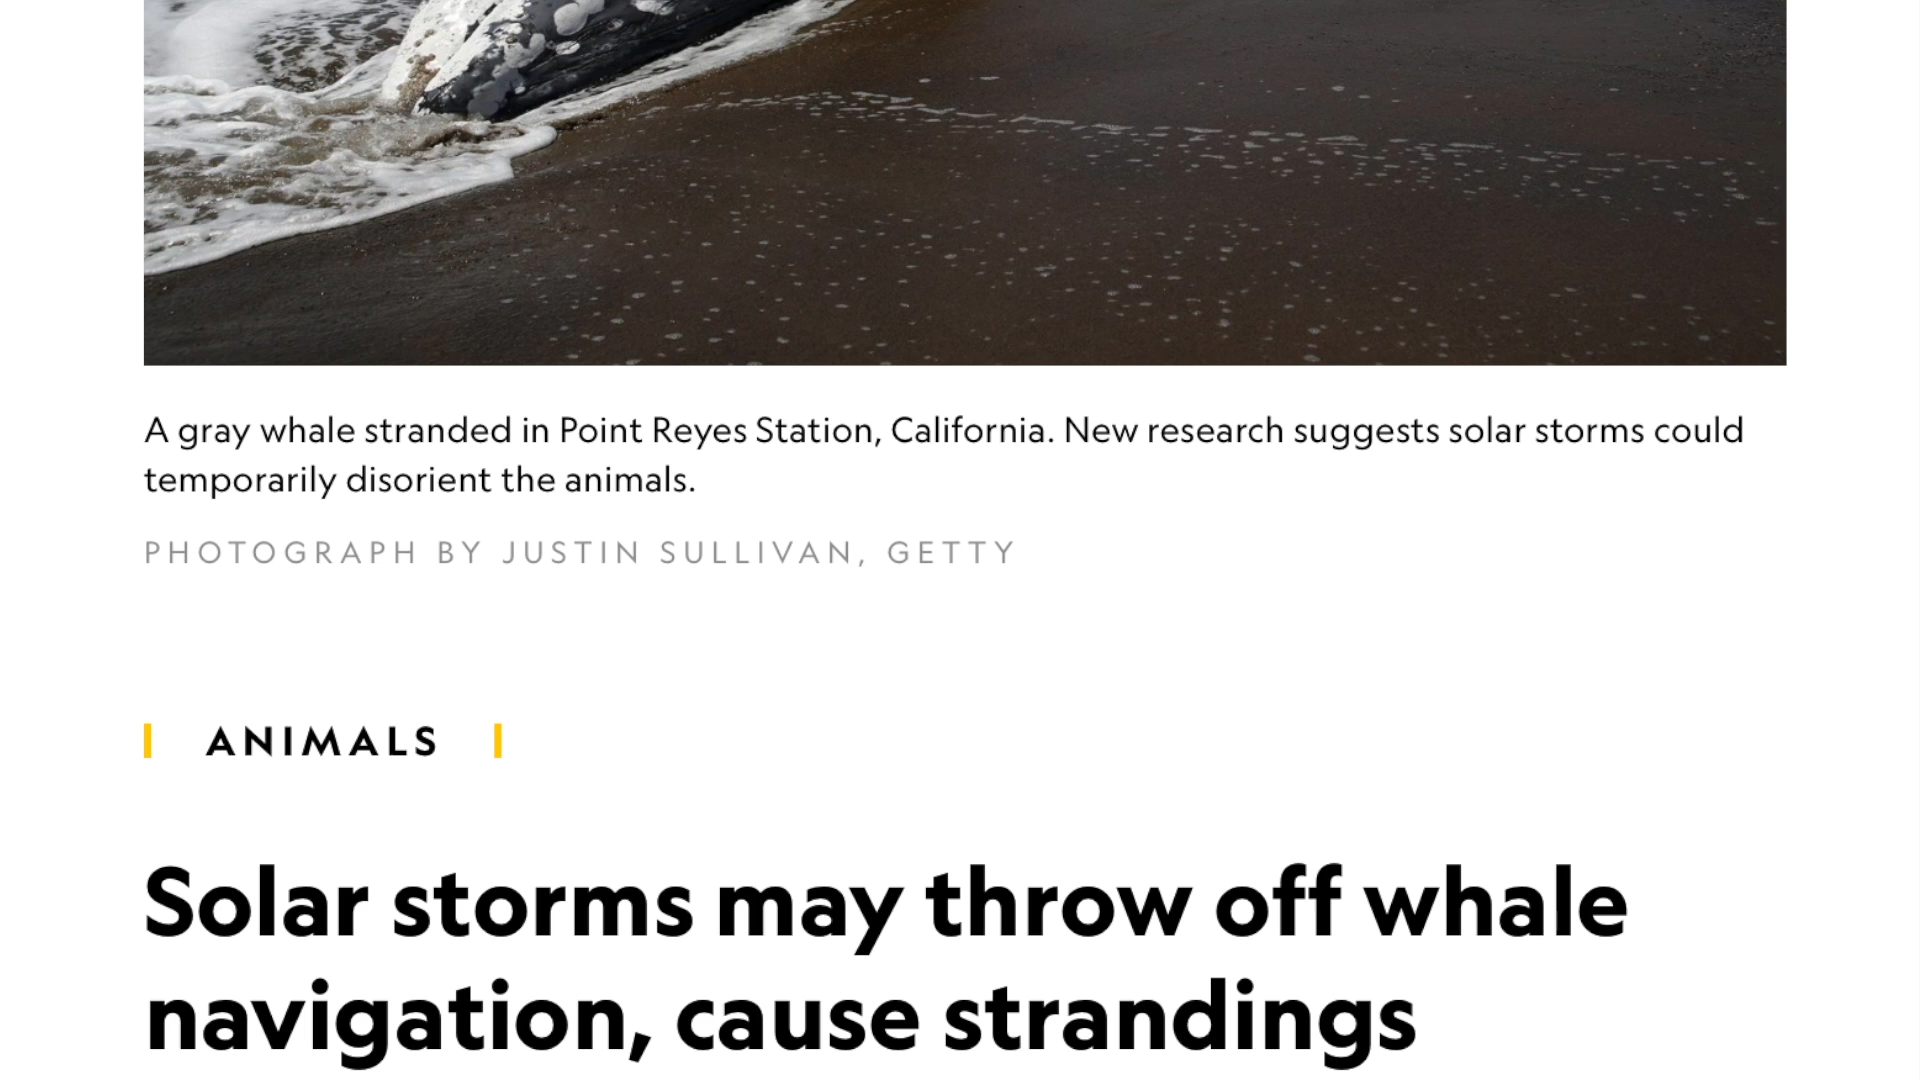 A gray whale stranded in Point Reyes Station, California. New research suggests solar storms could
temporarily disorient the animals.
PHOTOGRAPH BY JUSTIN SULLIVAN, GETTY
ANIMALS
Solar storms may throw off whale
navigation, cause strandings